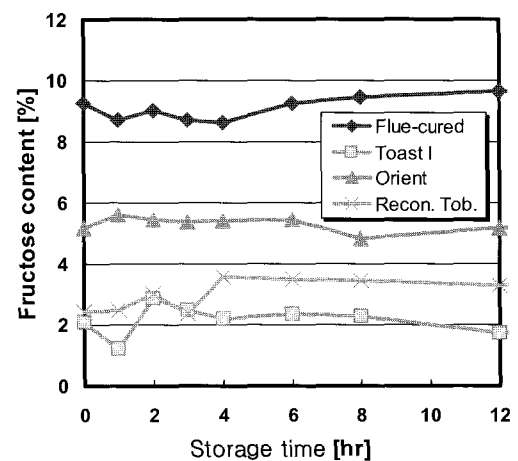 12
10
8
6
4
2
0
Fructose content [%]
Flue-cured
Toast I
Orient
Recon. Tob.
0 2 4 6 8 10 12
Storage time [hr]